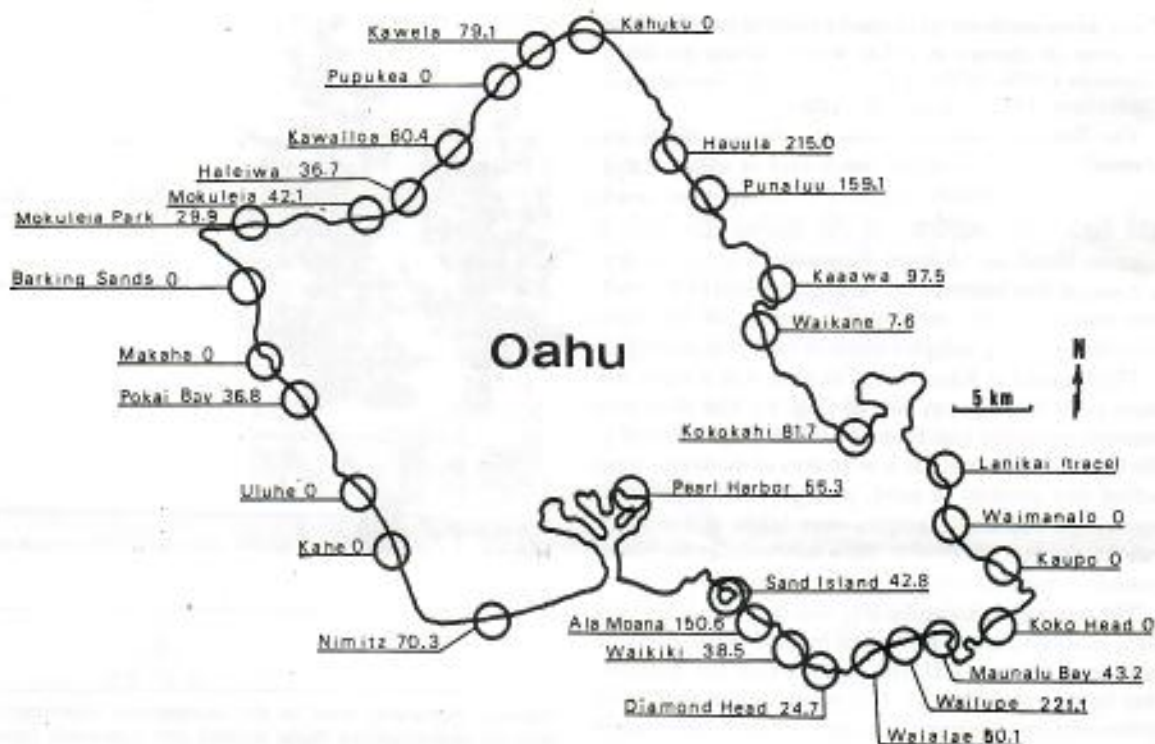 Kahuku 0
Kawela 79.1
Pupukea 0
Kawailoa 60.4
Haleiwa 36.7
Mokuleia 42.1
Mokuleia Park 29.9
Barking Sands 0
Makaha 0
Pokai Bay 36.8
Uluhe 0
Kahe 0
Nimitz 70.3
Hauula 215.0
Punaluu 159.1
Kaaawa 97.5
Waikane 7.6
Oahu
N
5 km
Kokokahi 81.7
Lanikai (trace)
Waimanalo 0
Kaupo 0
Koko Head 0
Pearl Harbor 56.3
Sand Island 42.8
Ala Moana 150.6
Waikiki 38.5
Diamond Head 24.7
Maunalu Bay 43.2
Wailupe 221.1
Waialae